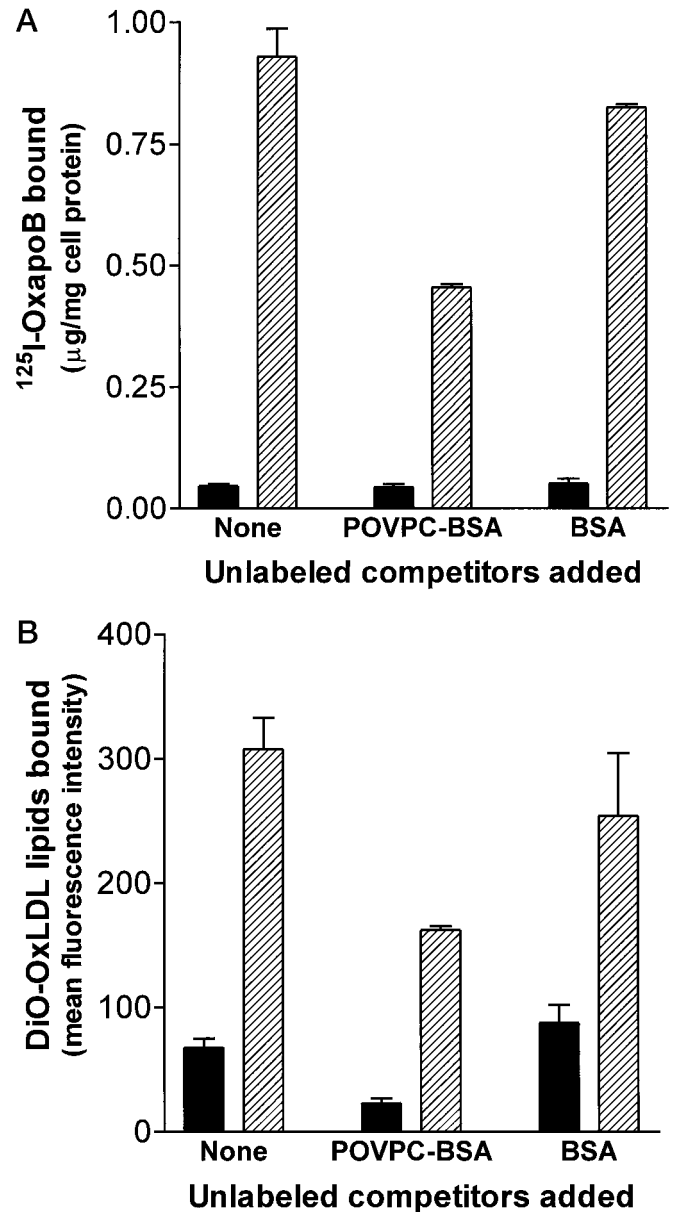 A
1.00
0.75
0.50
0.25
0.00
¹²⁵I-OxapoB bound
(μg/mg cell protein)
None POVPC-BSA BSA
Unlabeled competitors added
B
400
300
200
100
0
DiO-OxLDL lipids bound
(mean fluorescence intensity)
None POVPC-BSA BSA
Unlabeled competitors added